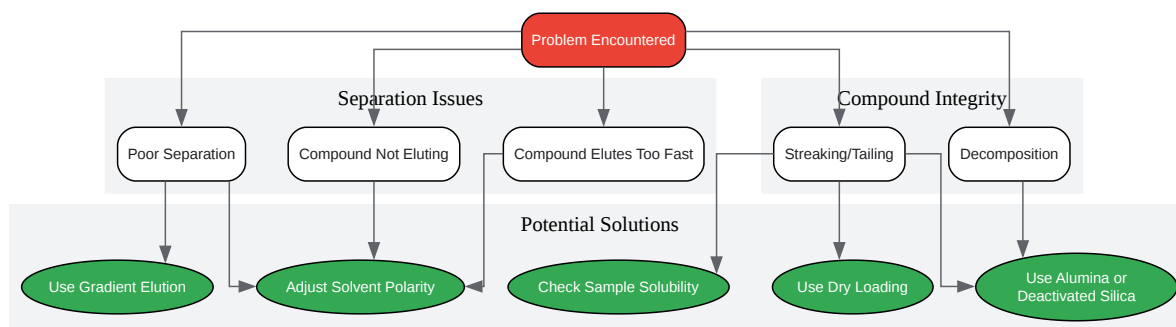 Problem Encountered
Separation Issues
Compound Integrity
Poor Separation
Compound Not Eluting
Compound Elutes Too Fast
Streaking/Tailing
Decomposition
Potential Solutions
Use Gradient Elution
Adjust Solvent Polarity
Check Sample Solubility
Use Dry Loading
Use Alumina or
Deactivated Silica